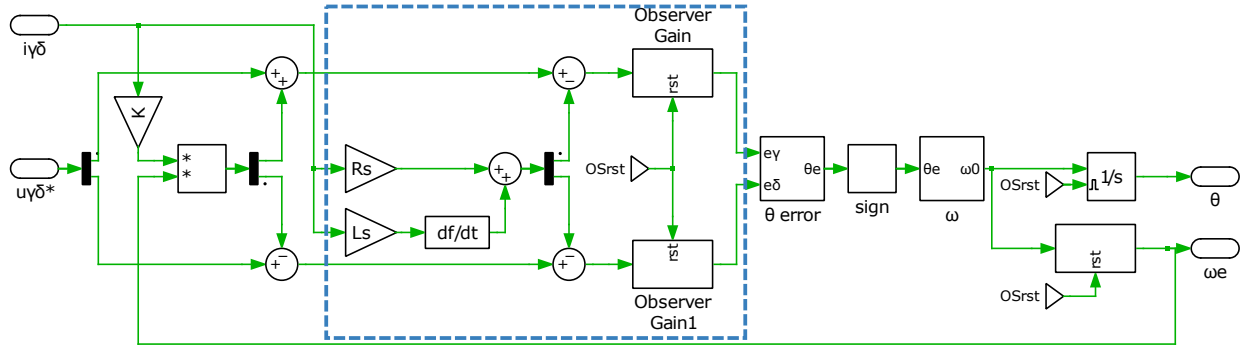 Observer
Gain
iγδ
+
+
+
−
rst
K
uγδ*
*
*
Rs
+
+
OSrst
eγ
eδ
θe
θ error
sign
θe
ω0
ω
OSrst
1/s
θ
Ls
df/dt
+
−
+
−
rst
Observer
Gain1
rst
OSrst
ωe